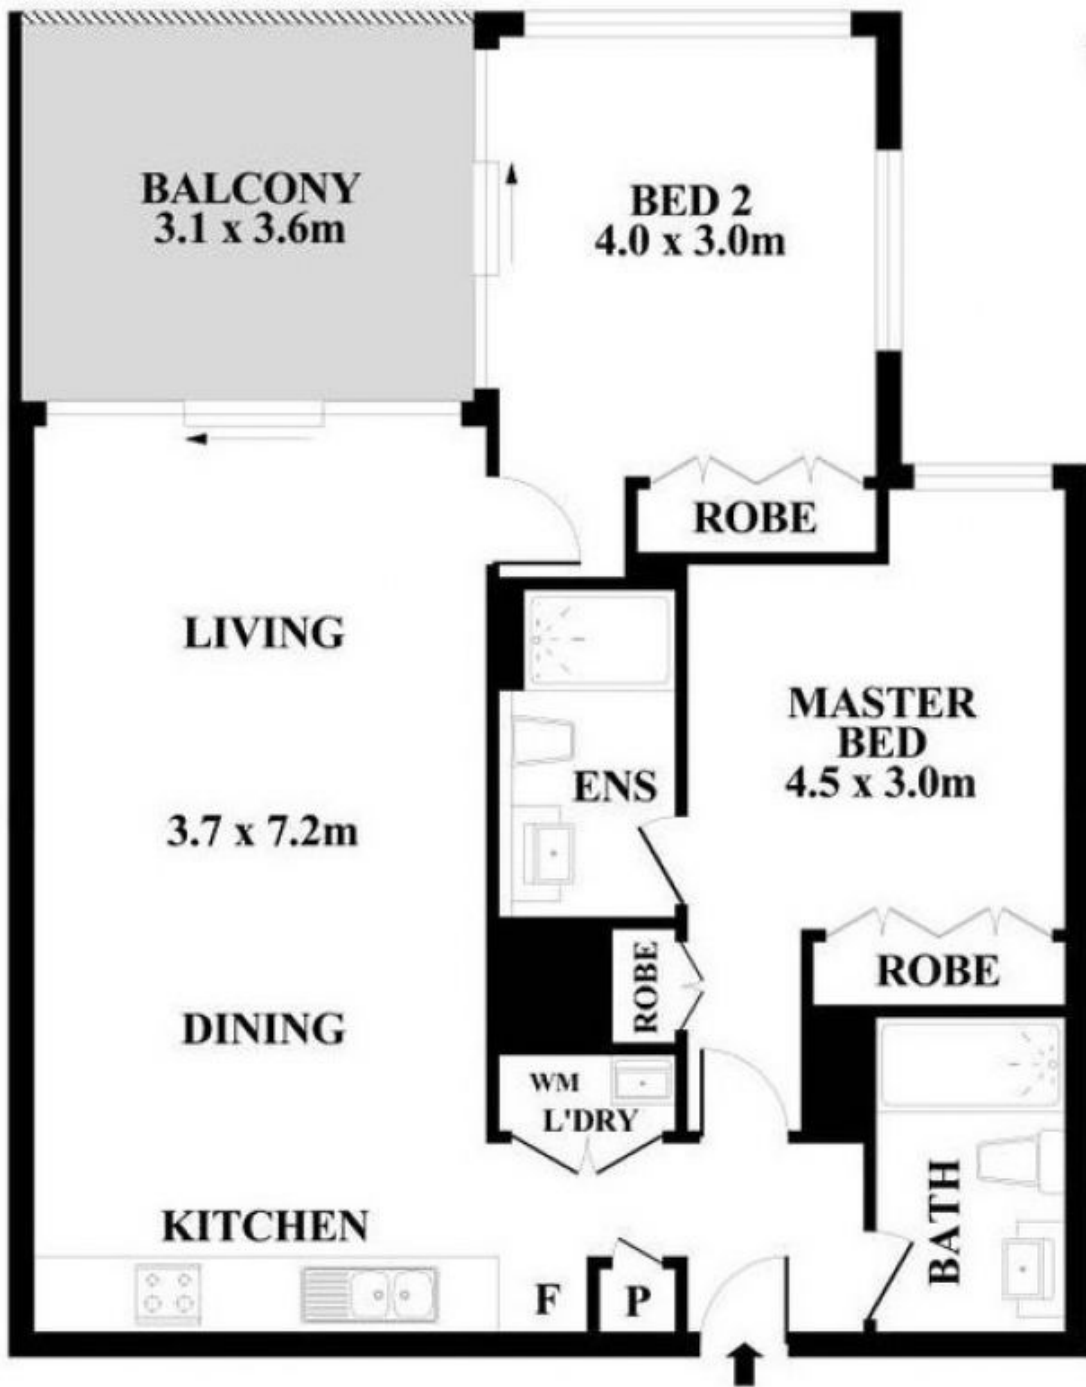 BALCONY
3.1 x 3.6m
BED 2
4.0 x 3.0m
ROBE
LIVING
MASTER
BED
4.5 x 3.0m
ENS
3.7 x 7.2m
ROBE
ROBE
DINING
WM
L'DRY
BATH
KITCHEN
F
P